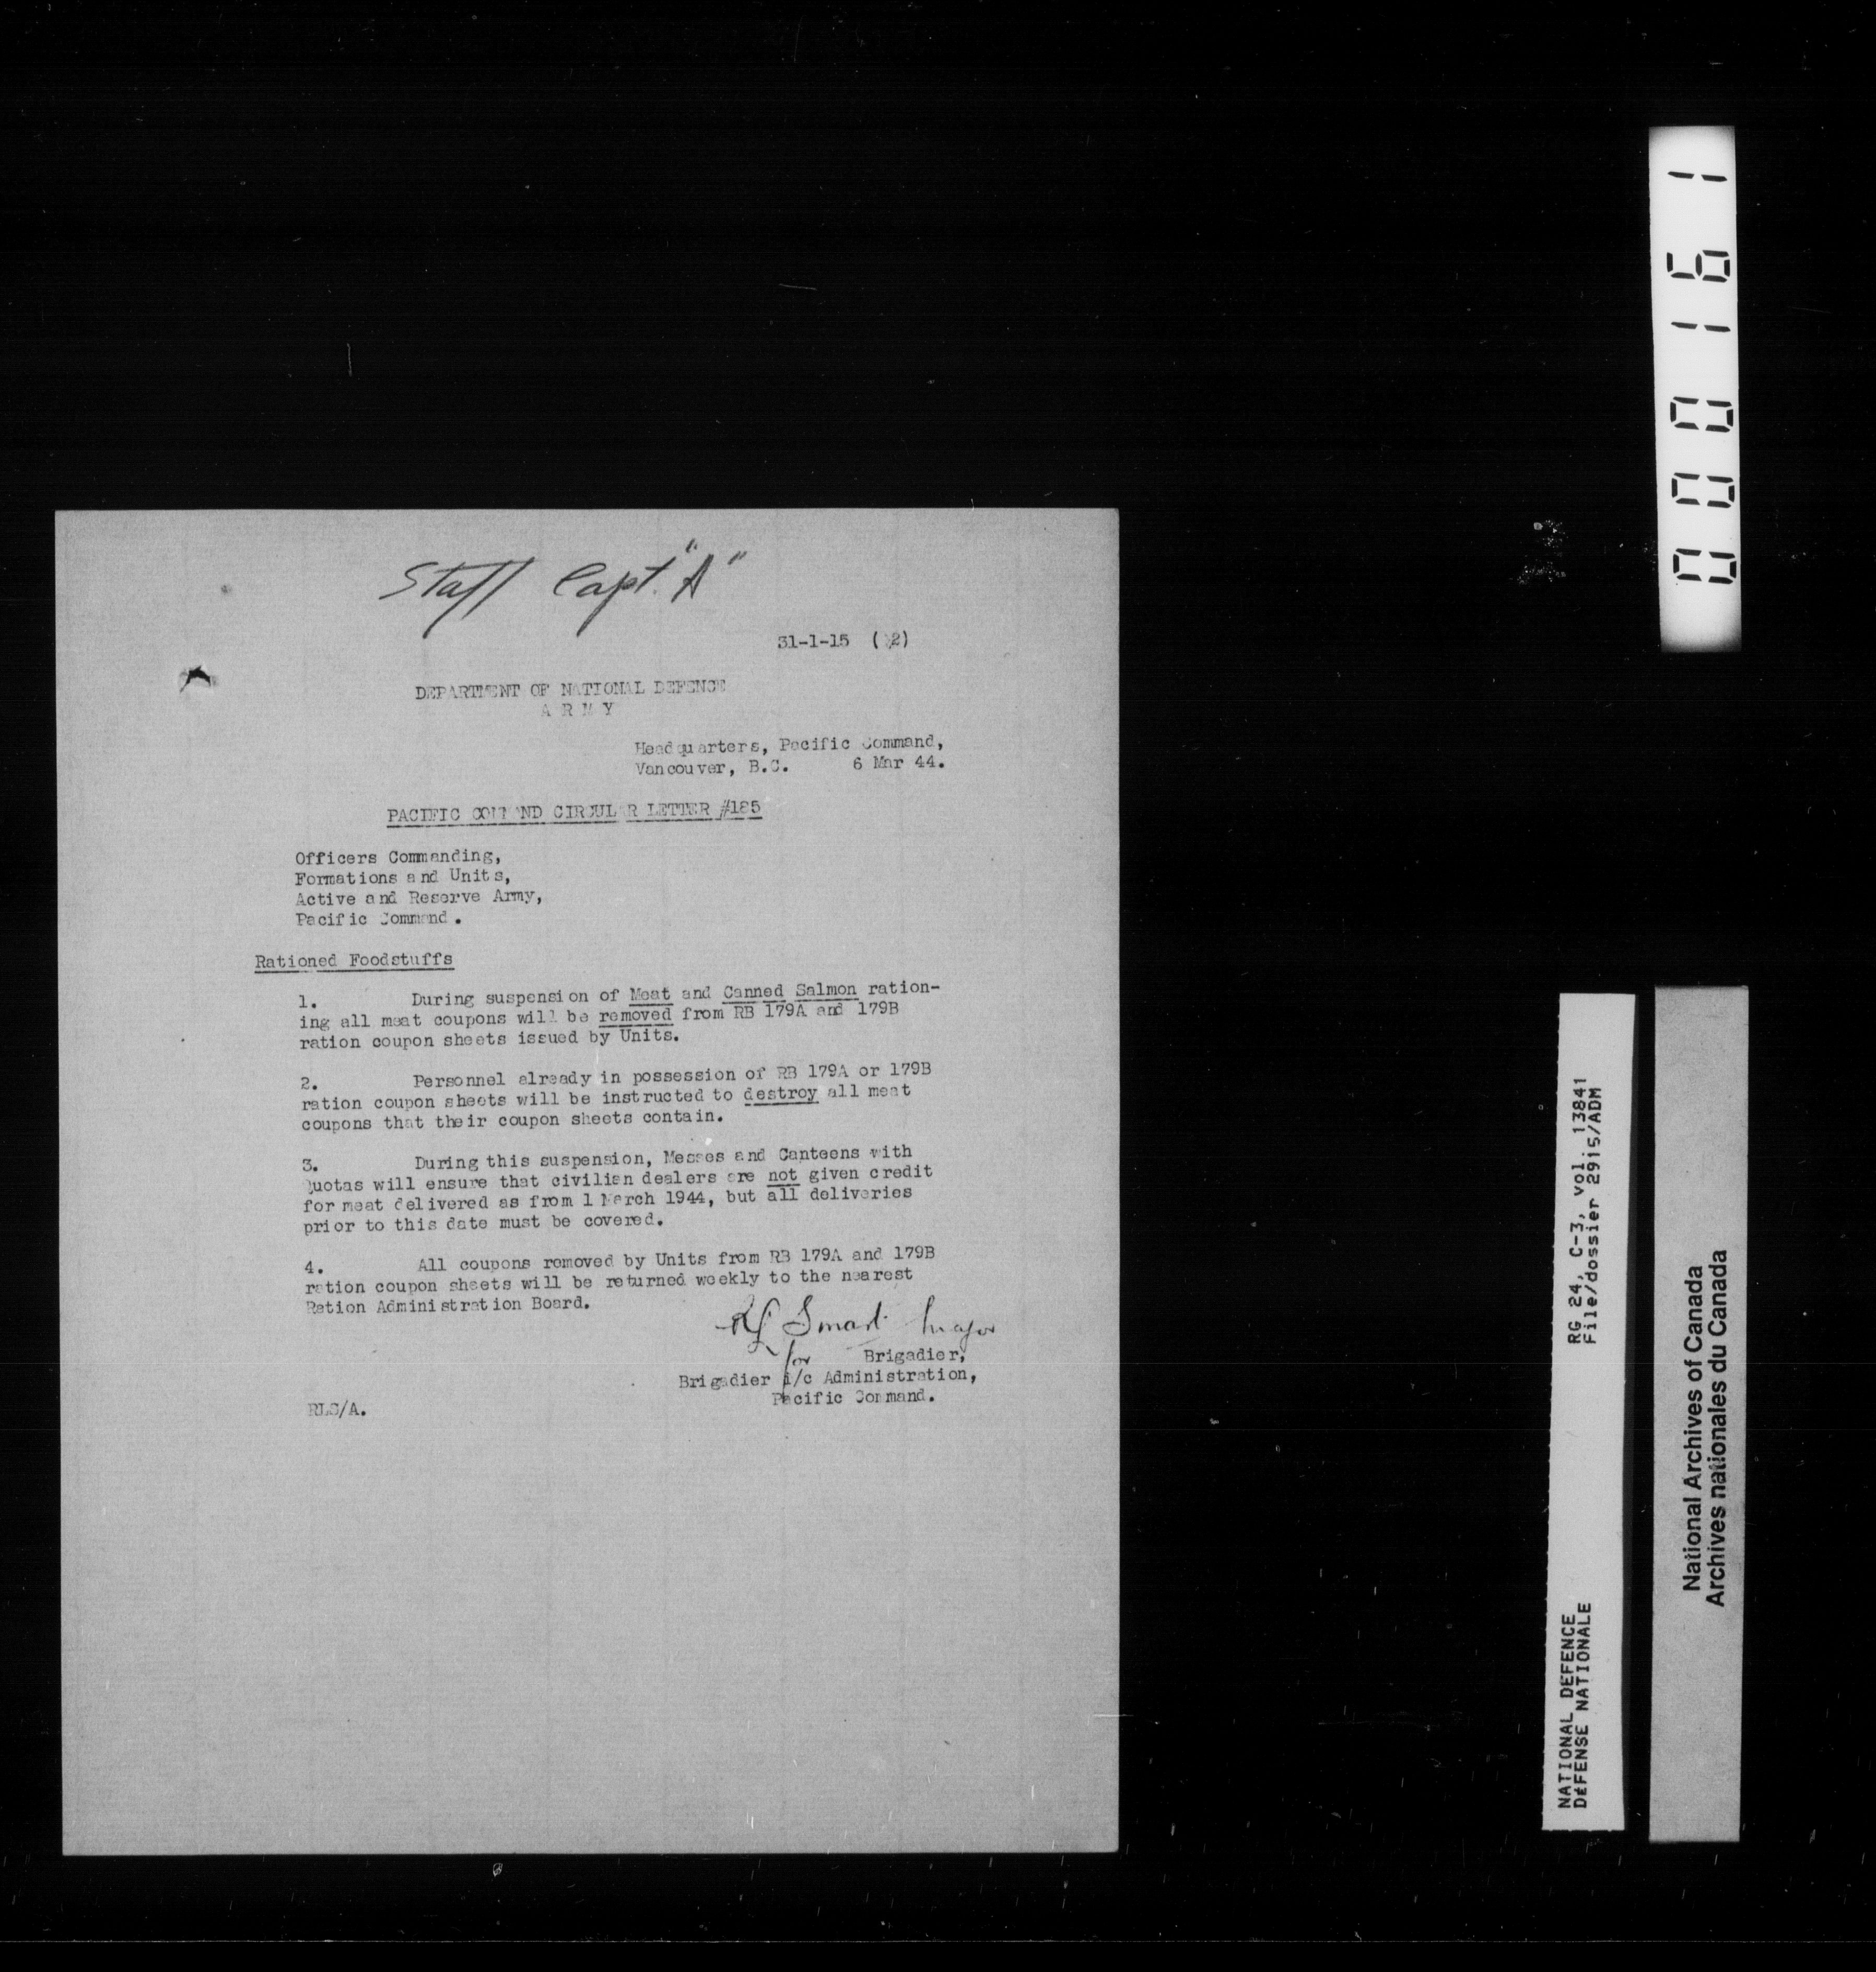 Staff Capt. "A"
31-1-15 ( 2)
DEPARTMENT OF NATIONAL DEFENCE
A R M Y
Headquarters, Pacific Command,
Vancouver, B.C. 6 Mar 44.
PACIFIC COMMAND CIRCULAR LETTER #185
Officers Commanding,
Formations and Units,
Active and Reserve Army,
Pacific Command.
Rationed Foodstuffs
1. During suspension of Meat and Canned Salmon ration-
ing all meat coupons will be removed from RB 179A and 179B
ration coupon sheets issued by Units.
2. Personnel already in possession of RB 179A or 179B
ration coupon sheets will be instructed to destroy all meat
coupons that their coupon sheets contain.
3. During this suspension, Messes and Canteens with
Quotas will ensure that civilian dealers are not given credit
for meat delivered as from 1 March 1944, but all deliveries
prior to this date must be covered.
4. All coupons removed by Units from RB 179A and 179B
ration coupon sheets will be returned weekly to the nearest
Ration Administration Board.
Smart Major
for Brigadier,
Brigadier i/c Administration,
Pacific Command.
RLS/A.
000161
RG 24, C-3, vol. 13841
File/dossier 2915/ADM
NATIONAL DEFENCE
DéFENSE NATIONALE
National Archives of Canada
Archives nationales du Canada